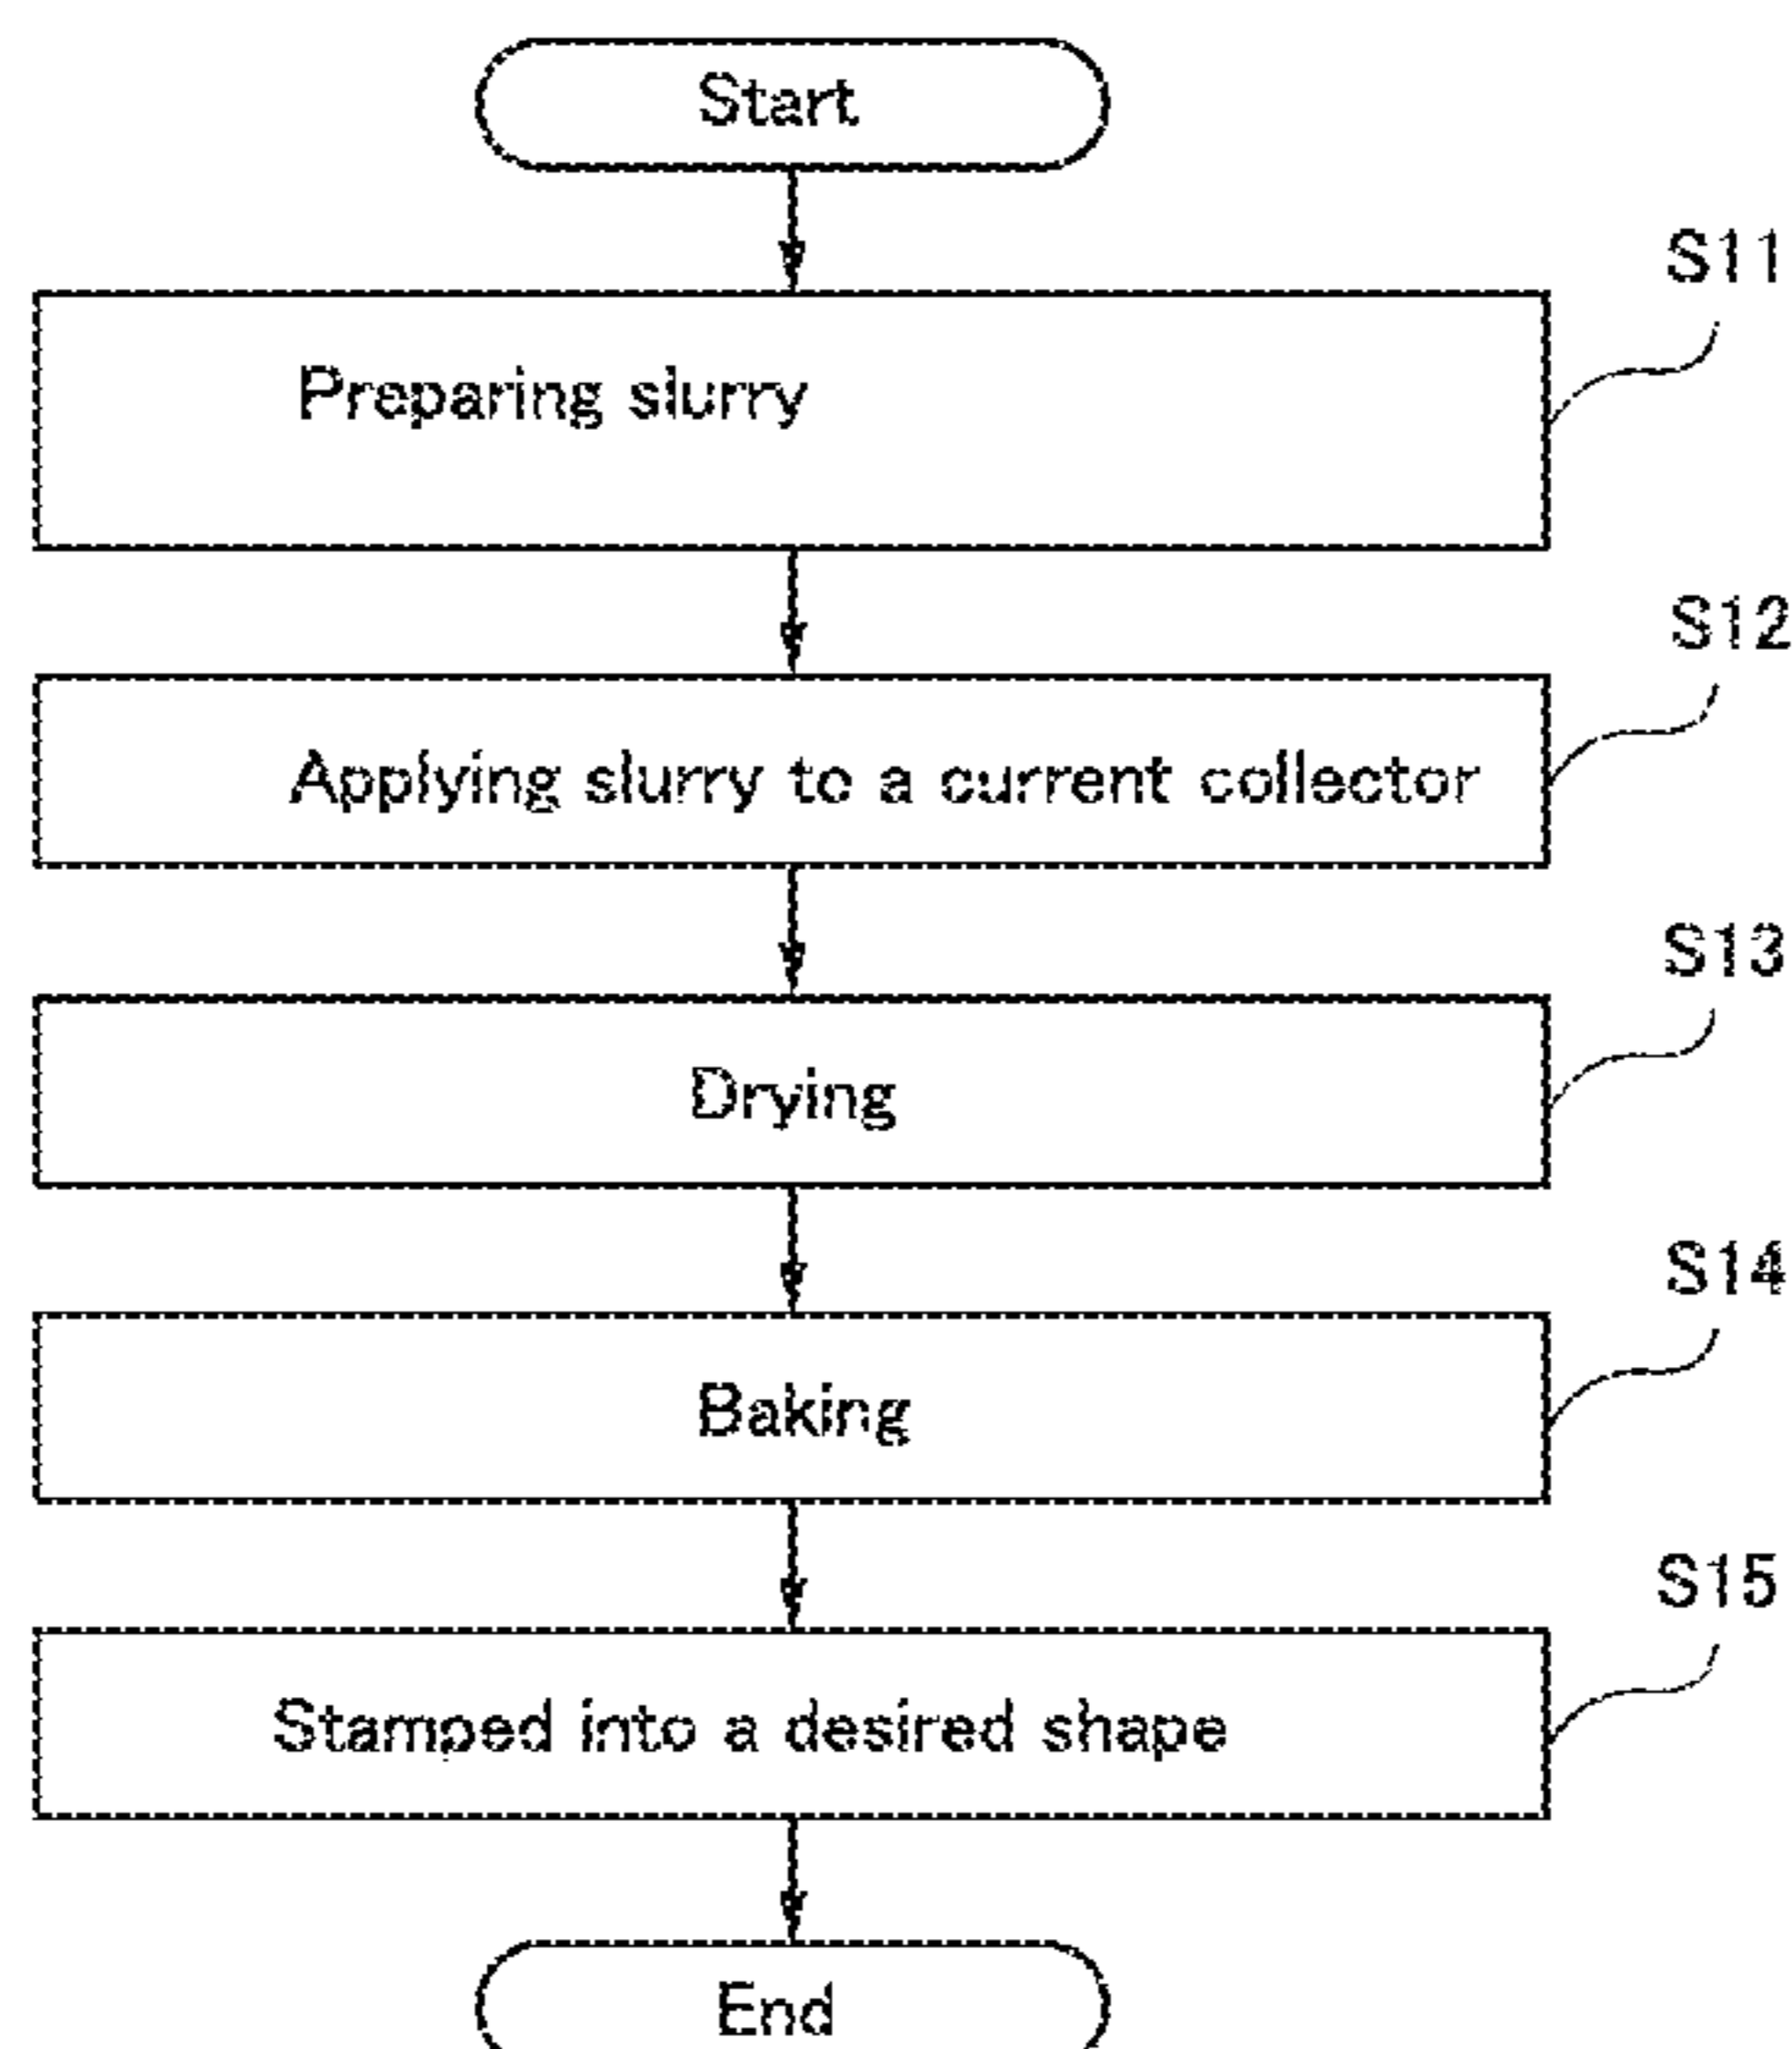 Start
S11
Preparing slurry
S12
Applying slurry to a current collector
S13
Drying
S14
Baking
S15
Stamped into a desired shape
End